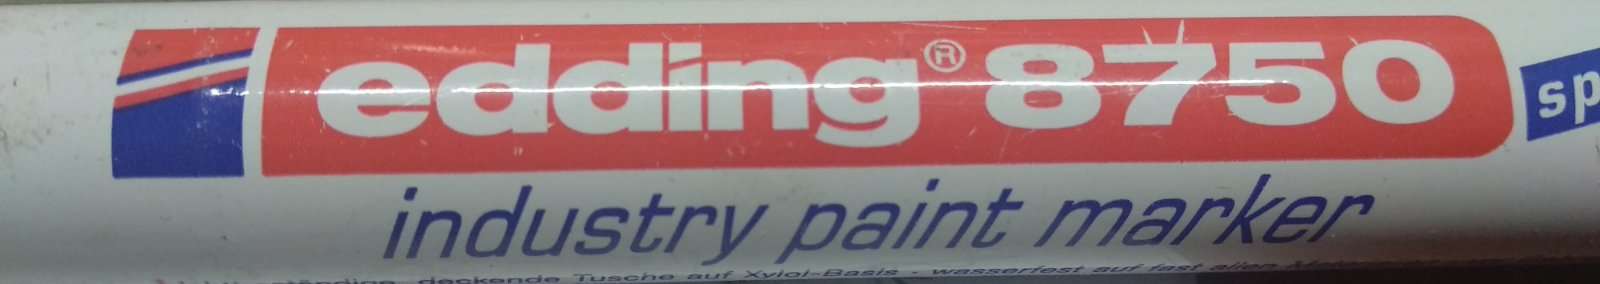 edding® 8750
sp
industry paint marker
deckende Tusche auf Xylol-Basis - wasserfest auf fast allen